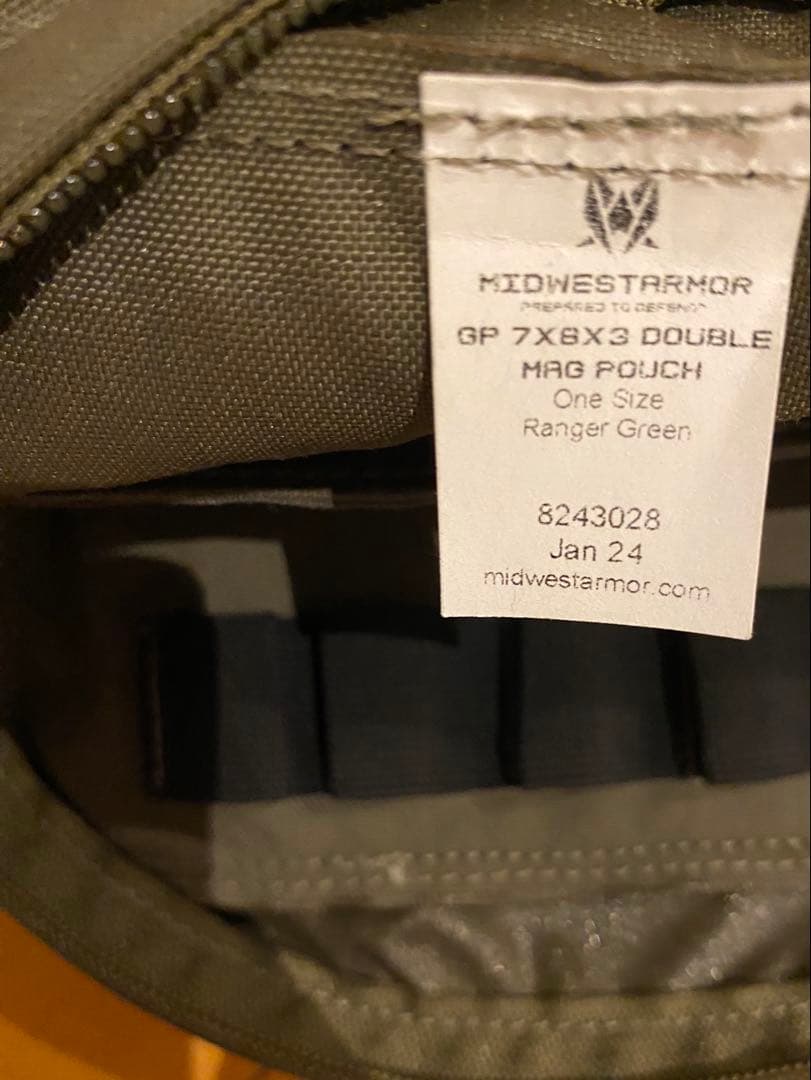 MIDWESTARMOR
PREPARED TO DEFEND
GP 7X6X3 DOUBLE
MAG POUCH
One Size
Ranger Green
8243028
Jan 24
midwestarmor.com